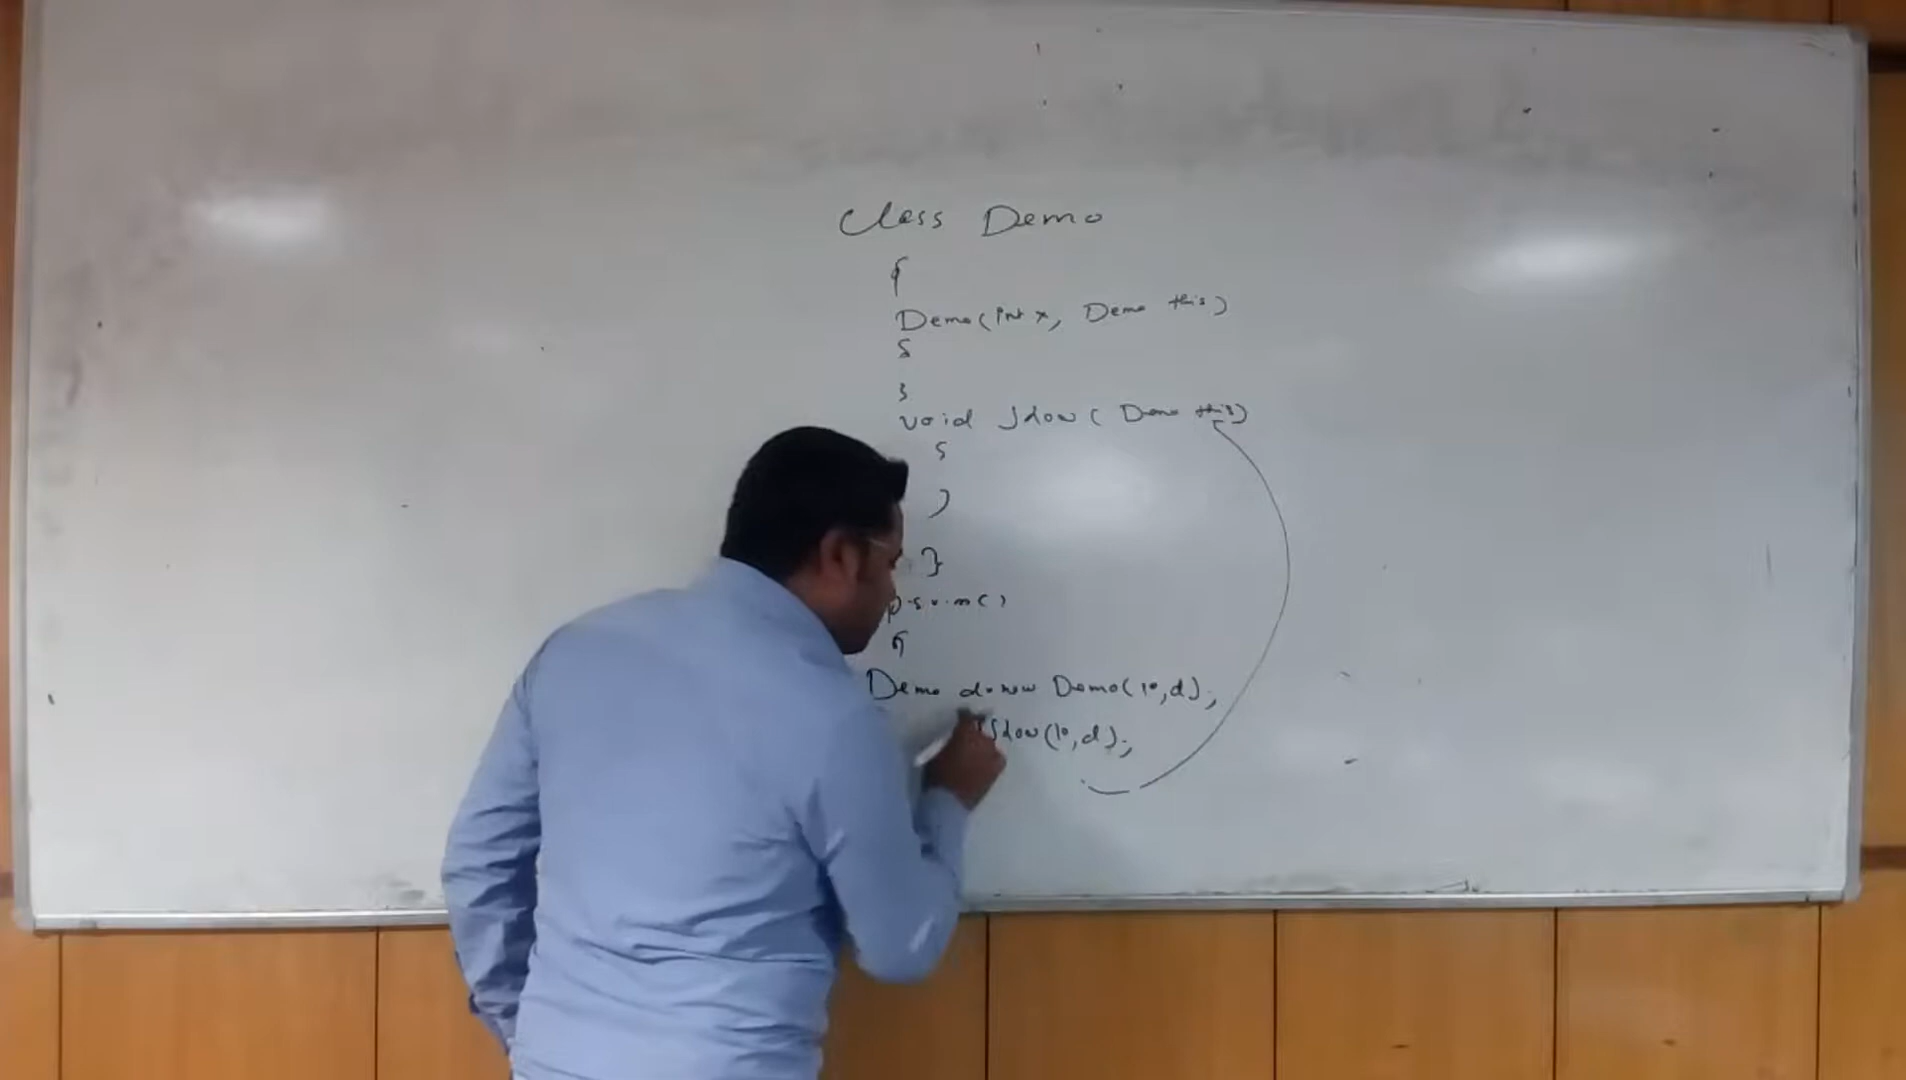 Class Demo
{
Demo(int x, Demo this)
{
}
void show( Demo this)
{
}
}
p.s.v.m()
{
Demo d=new Demo(10,d);
show(10,d);